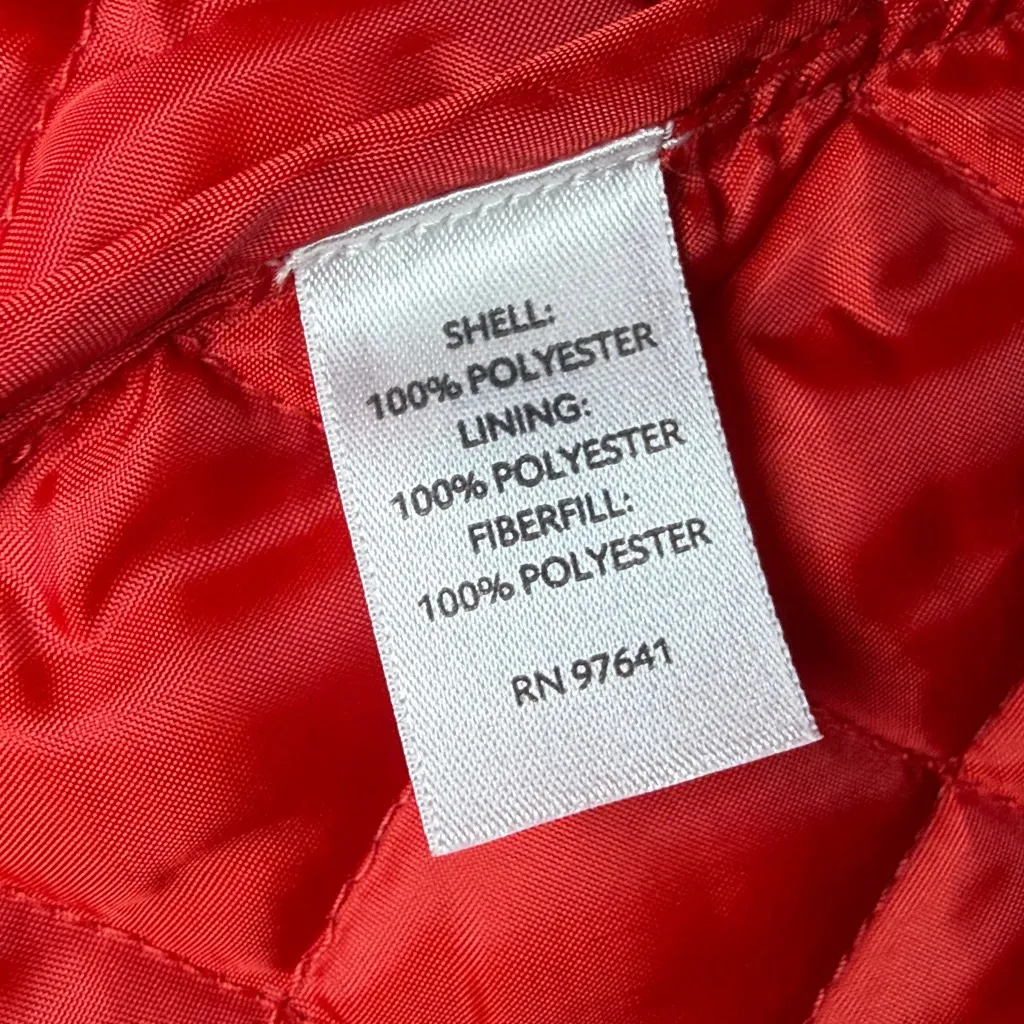 SHELL:
100% POLYESTER
LINING:
100% POLYESTER
FIBERFILL:
100% POLYESTER
RN 97641